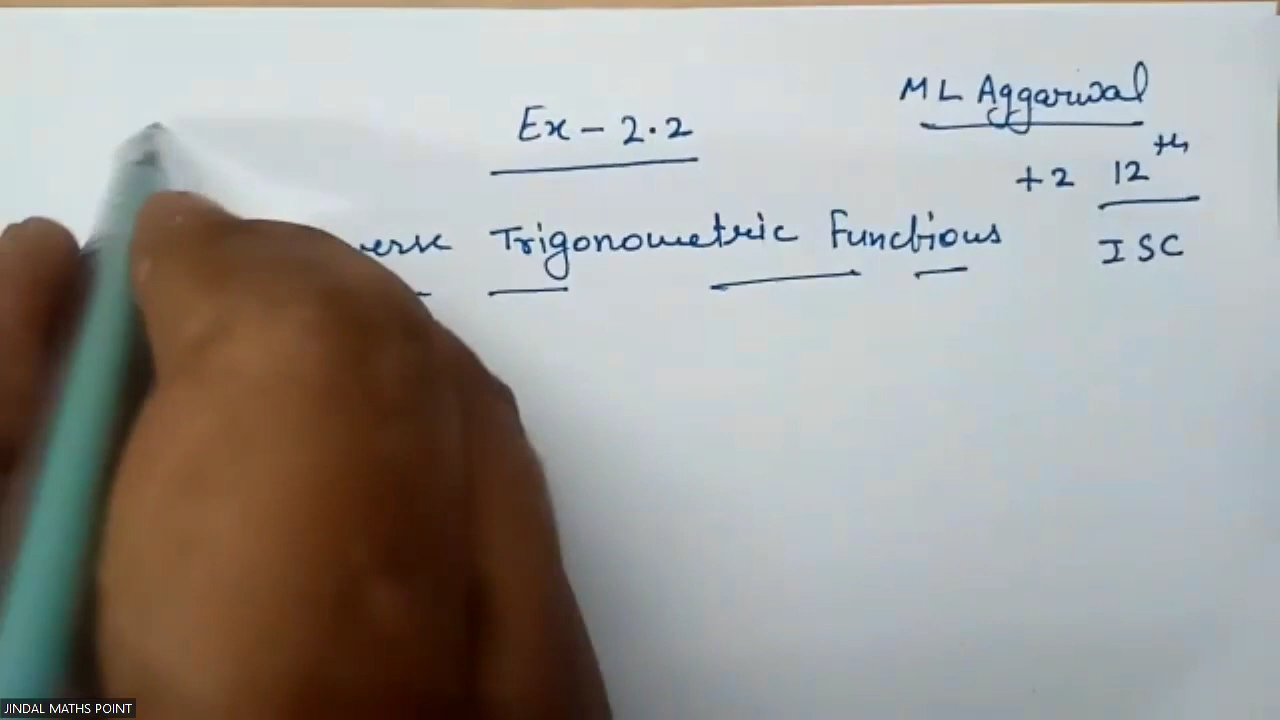 ML Aggarwal
Ex - 2.2
+2 12th
Trigonometric Functions
ISC
JINDAL MATHS POINT